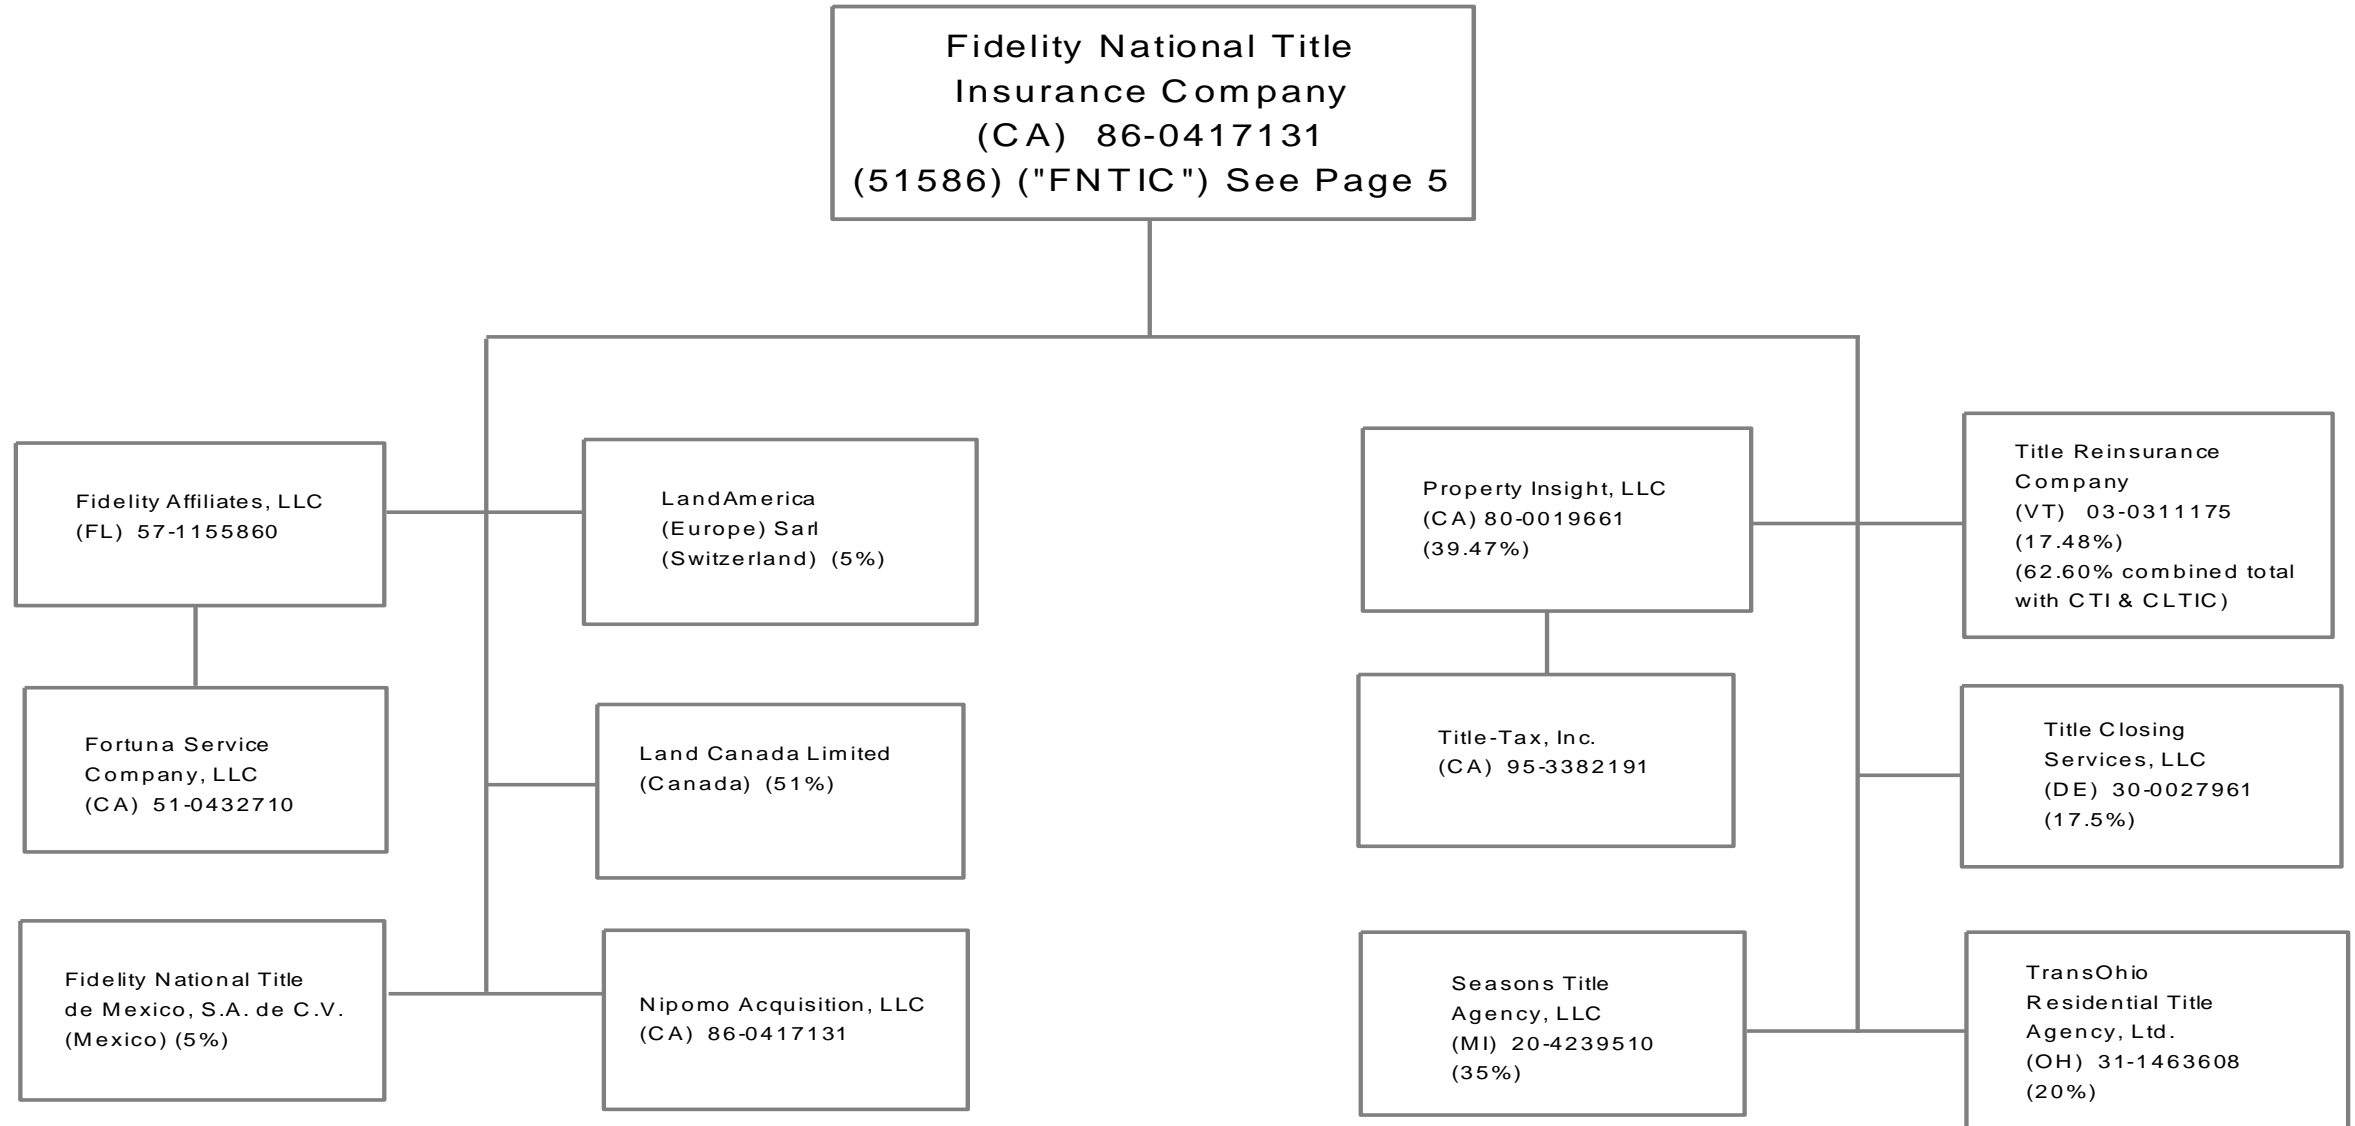 Fidelity National Title
Insurance Company
(CA) 86-0417131
(51586) ("FNTIC") See Page 5
Fidelity Affiliates, LLC
(FL) 57-1155860
LandAmerica
(Europe) Sarl
(Switzerland) (5%)
Property Insight, LLC
(CA) 80-0019661
(39.47%)
Title Reinsurance
Company
(VT) 03-0311175
(17.48%)
(62.60% combined total
with CTI & CLTIC)
Fortuna Service
Company, LLC
(CA) 51-0432710
Land Canada Limited
(Canada) (51%)
Title-Tax, Inc.
(CA) 95-3382191
Title Closing
Services, LLC
(DE) 30-0027961
(17.5%)
Fidelity National Title
de Mexico, S.A. de C.V.
(Mexico) (5%)
Nipomo Acquisition, LLC
(CA) 86-0417131
Seasons Title
Agency, LLC
(MI) 20-4239510
(35%)
TransOhio
Residential Title
Agency, Ltd.
(OH) 31-1463608
(20%)